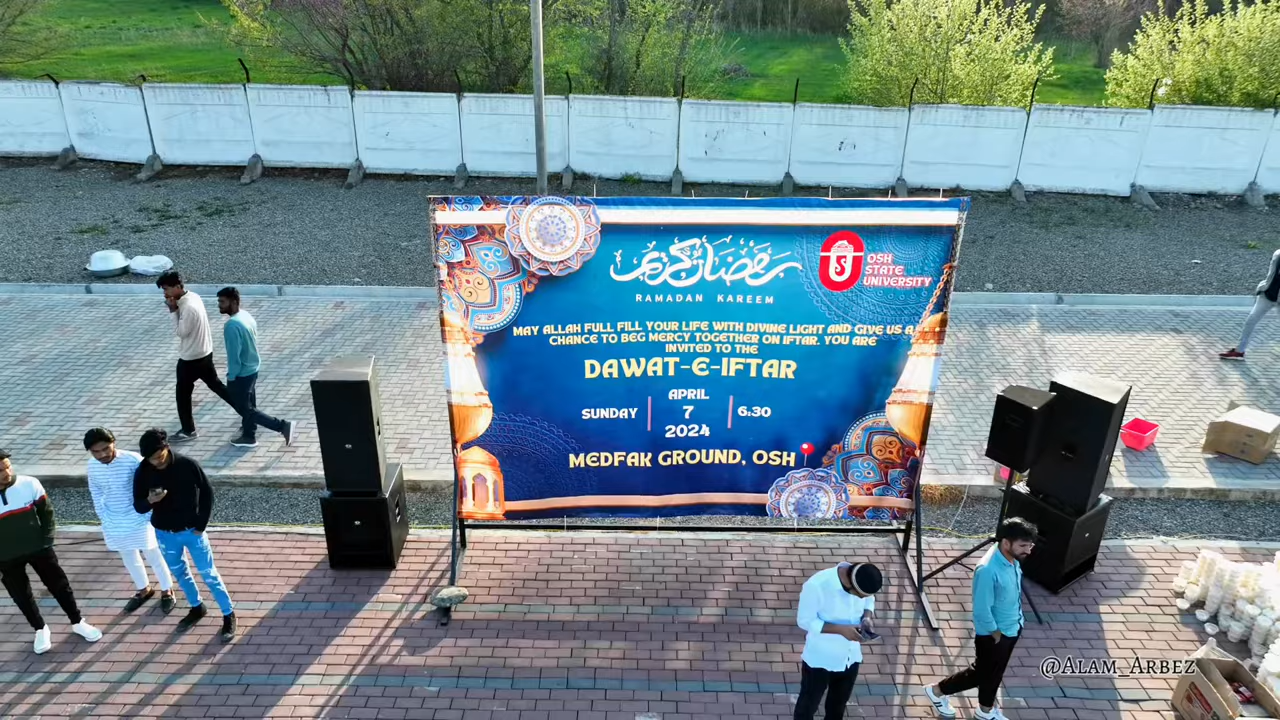 رمضان كريم
RAMADAN KAREEM
OSH
STATE
UNIVERSITY
MAY ALLAH FULL FILL YOUR LIFE WITH DIVINE LIGHT AND GIVE US A
CHANCE TO BEG MERCY TOGETHER ON IFTAR. YOU ARE
INVITED TO THE
DAWAT-E-IFTAR
APRIL
SUNDAY 7 6.30
2024
MEDFAK GROUND, OSH
@ALAM_ARBEZ